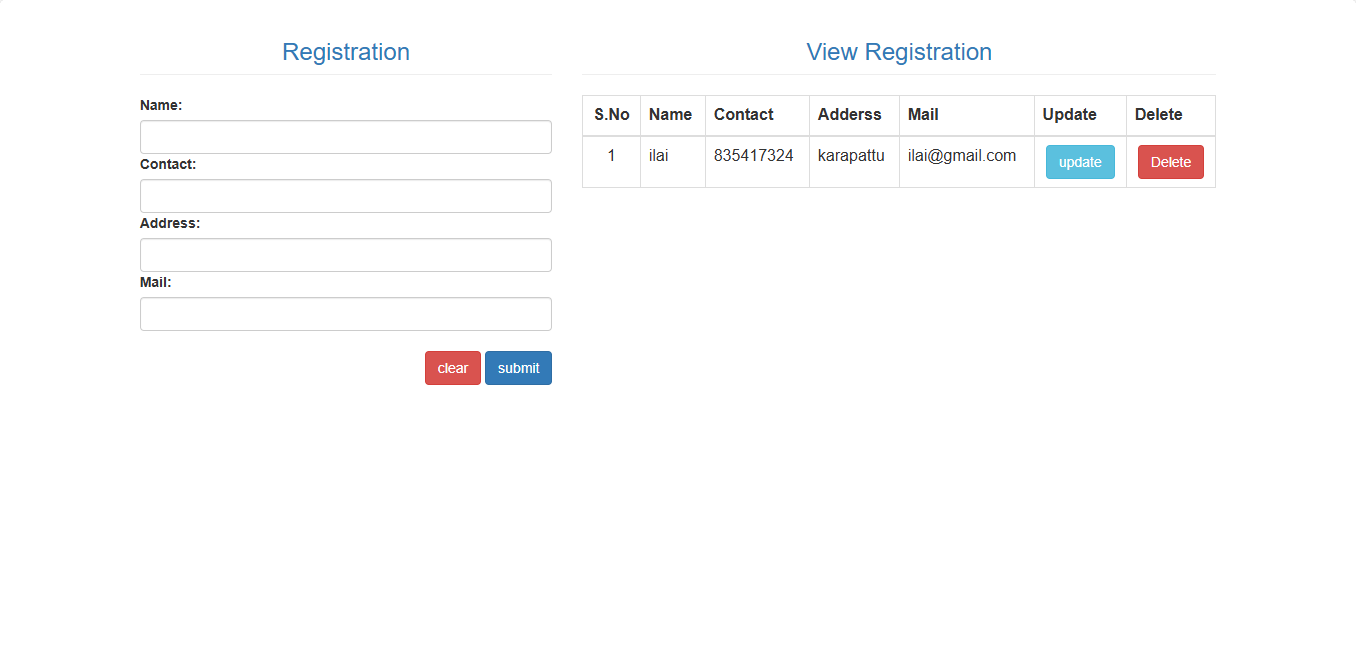 Registration
Name:
Contact:
Address:
Mail:
clear submit
View Registration
S.No Name Contact Adderss Mail Update Delete
1 ilai 835417324 karapattu ilai@gmail.com update Delete